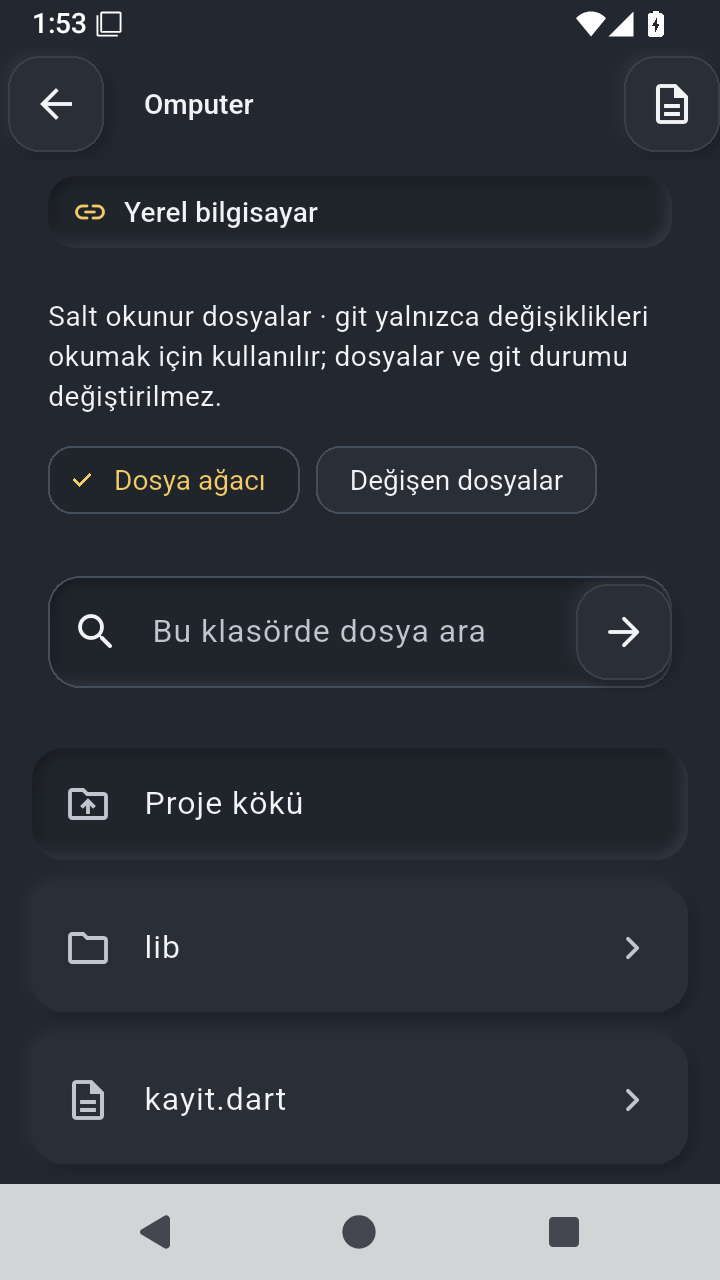 1:53
Omputer
Yerel bilgisayar
Salt okunur dosyalar · git yalnızca değişiklikleri
okumak için kullanılır; dosyalar ve git durumu
değiştirilmez.
Dosya ağacı
Değişen dosyalar
Bu klasörde dosya ara
Proje kökü
lib
kayit.dart